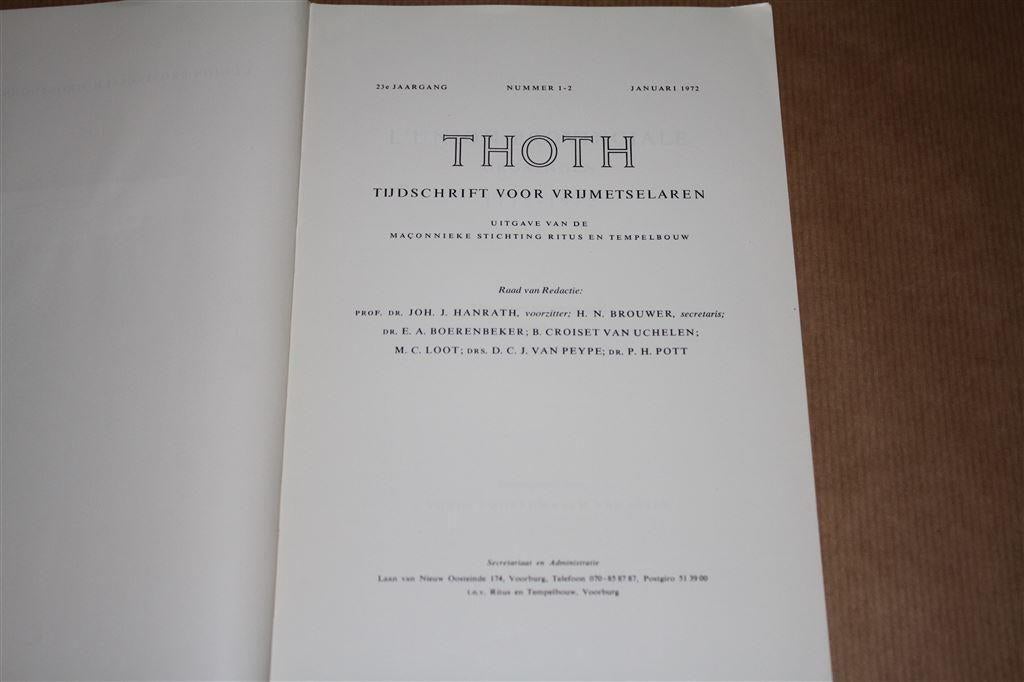 23e JAARGANG NUMMER 1-2 JANUARI 1972
THOTH
TIJDSCHRIFT VOOR VRIJMETSELAREN
UITGAVE VAN DE
MAÇONNIEKE STICHTING RITUS EN TEMPELBOUW
Raad van Redactie:
PROF. DR. JOH. J. HANRATH, voorzitter; H. N. BROUWER, secretaris;
DR. E. A. BOERENBEKER; B. CROISET VAN UCHELEN;
M. C. LOOT; DRS. D. C. J. VAN PEYPE; DR. P. H. POTT
Secretariaat en Administratie
Laan van Nieuw Oosteinde 174, Voorburg, Telefoon 070-85 87 87, Postgiro 51 39 00
t.n.v. Ritus en Tempelbouw, Voorburg